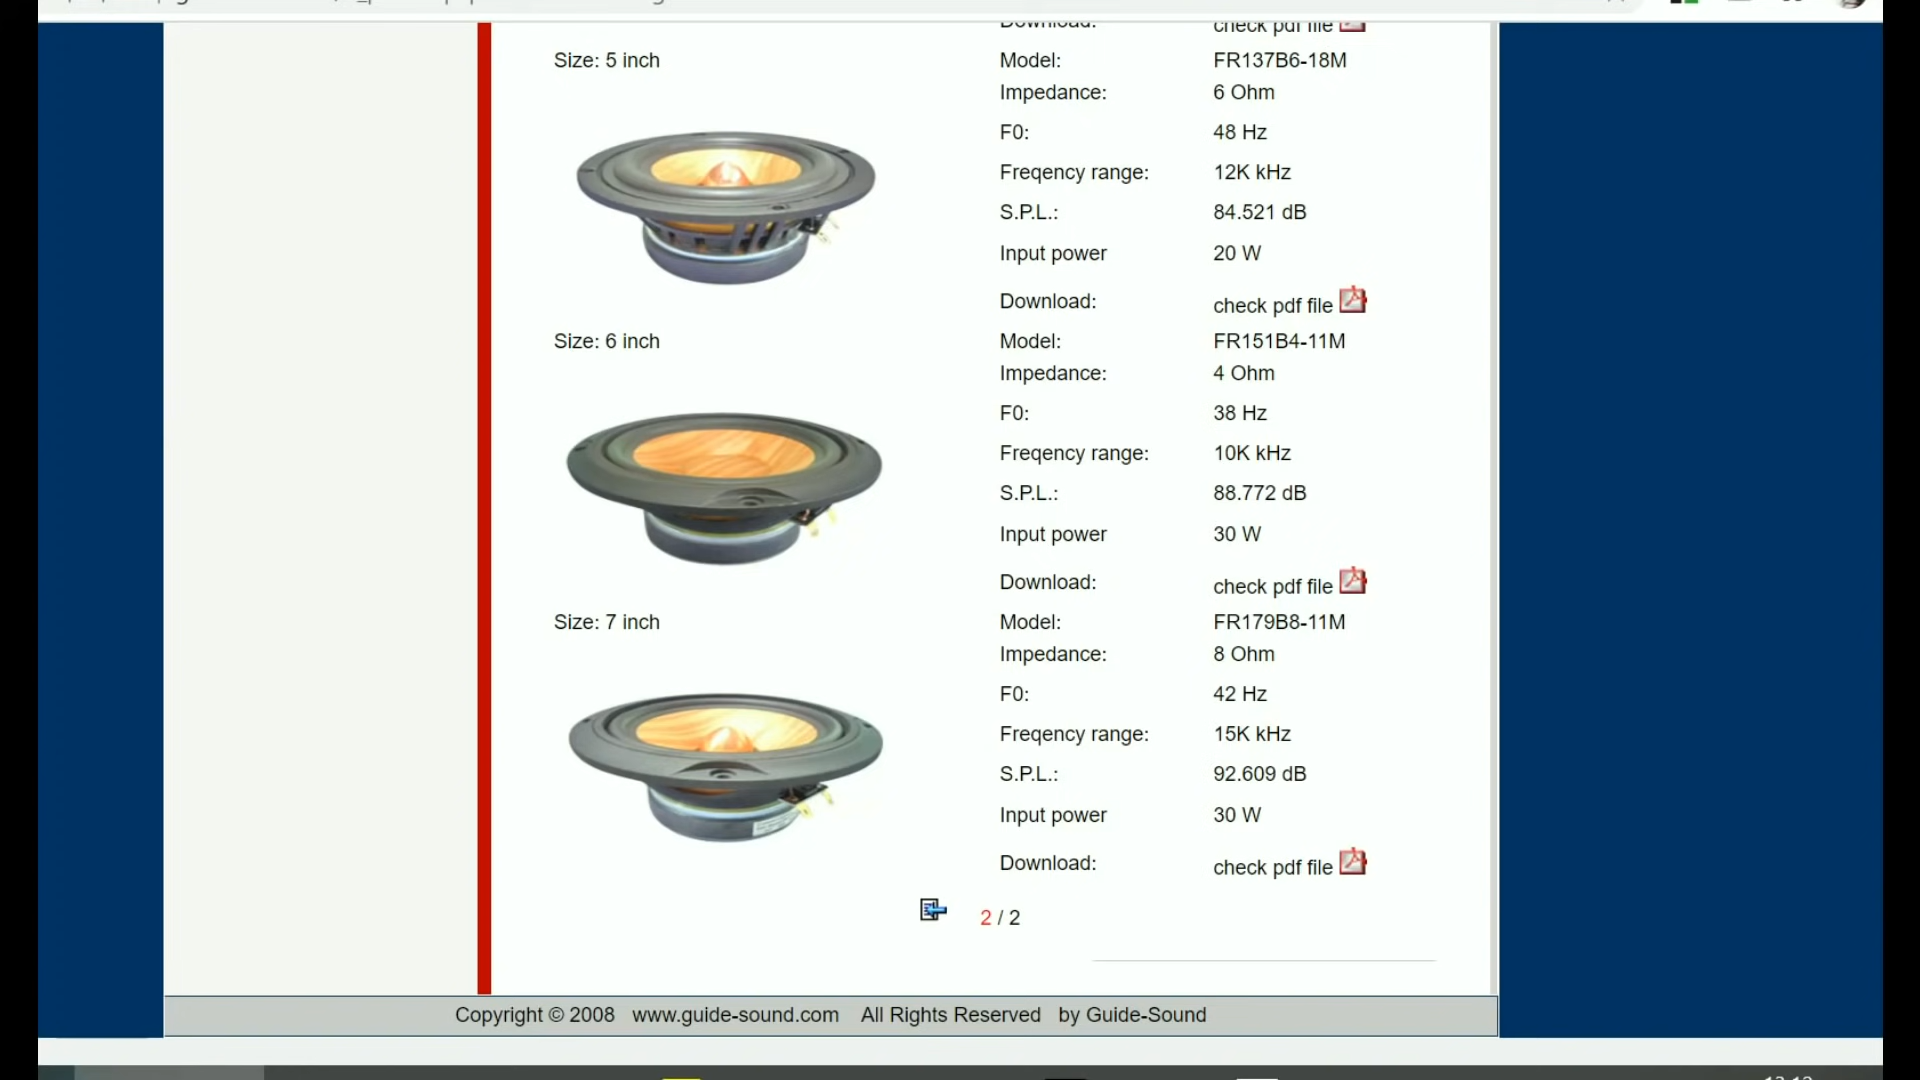 Download: check pdf file
Size: 5 inch Model: FR137B6-18M
Impedance: 6 Ohm
F0: 48 Hz
Freqency range: 12K kHz
S.P.L.: 84.521 dB
Input power 20 W
Download: check pdf file
Size: 6 inch Model: FR151B4-11M
Impedance: 4 Ohm
F0: 38 Hz
Freqency range: 10K kHz
S.P.L.: 88.772 dB
Input power 30 W
Download: check pdf file
Size: 7 inch Model: FR179B8-11M
Impedance: 8 Ohm
F0: 42 Hz
Freqency range: 15K kHz
S.P.L.: 92.609 dB
Input power 30 W
Download: check pdf file
2 / 2
Copyright © 2008 www.guide-sound.com All Rights Reserved by Guide-Sound